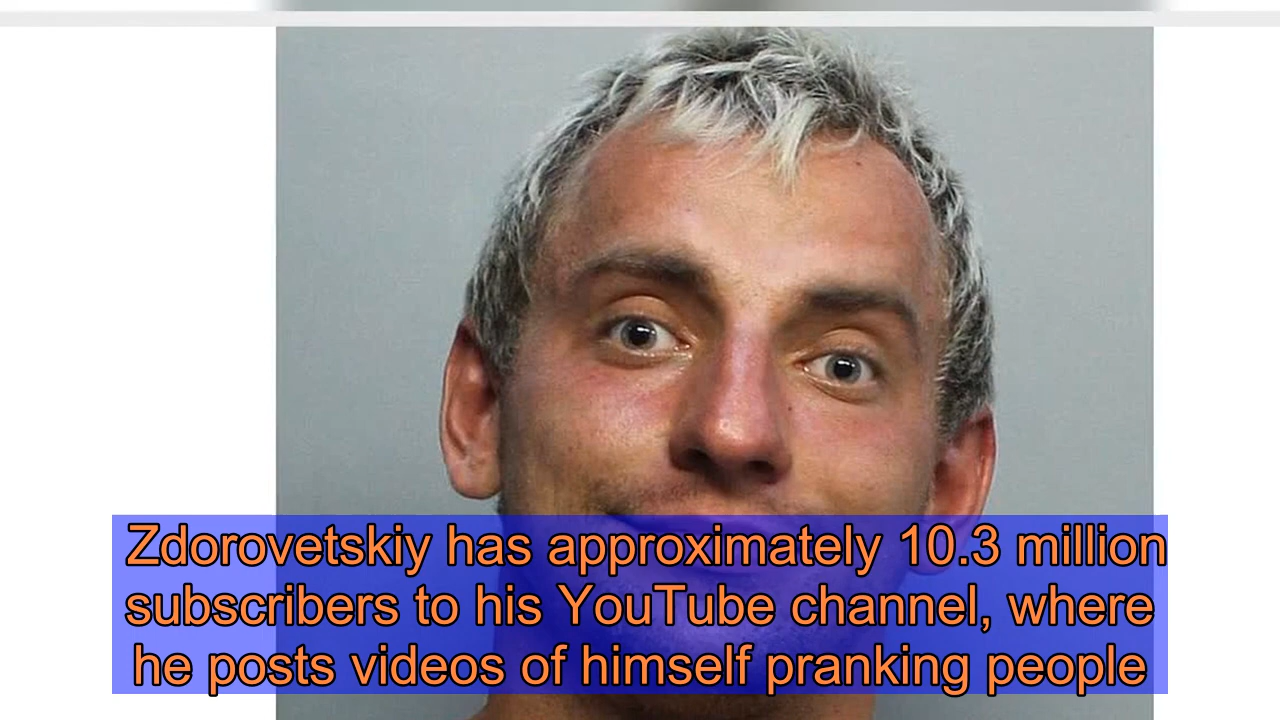 Zdorovetskiy has approximately 10.3 million
subscribers to his YouTube channel, where
he posts videos of himself pranking people